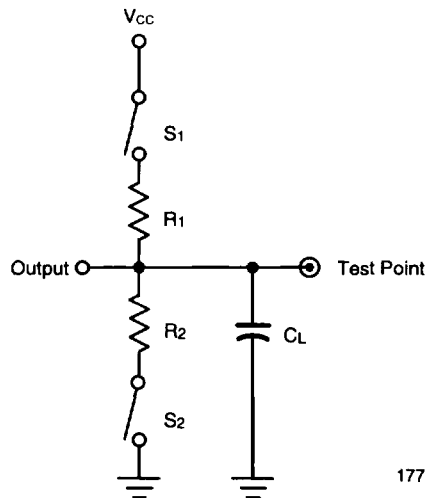 Vcc
S1
R1
Output
Test Point
R2
CL
S2
177